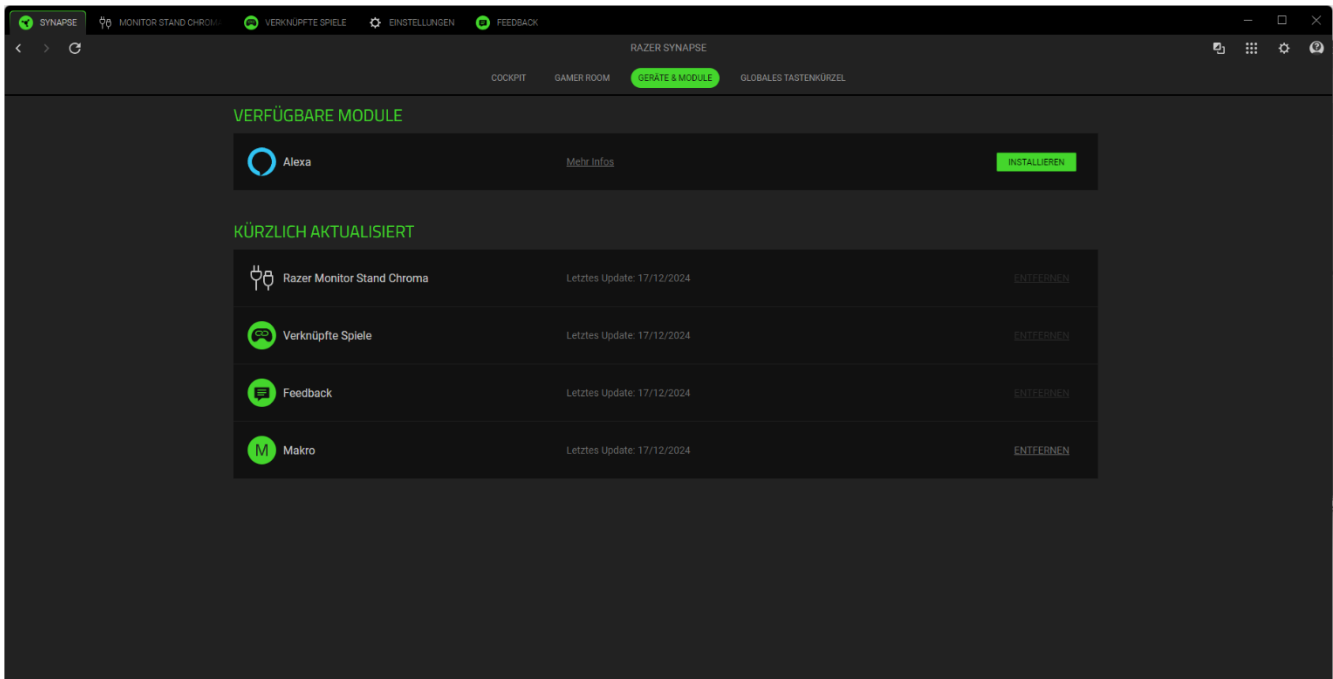 SYNAPSE MONITOR STAND CHROM VERKNÜPFTE SPIELE EINSTELLUNGEN FEEDBACK
RAZER SYNAPSE
COCKPIT GAMER ROOM GERÄTE & MODULE GLOBALES TASTENKÜRZEL
VERFÜGBARE MODULE
Alexa Mehr Infos INSTALLIEREN
KÜRZLICH AKTUALISIERT
Razer Monitor Stand Chroma Letztes Update: 17/12/2024 ENTFERNEN
Verknüpfte Spiele Letztes Update: 17/12/2024 ENTFERNEN
Feedback Letztes Update: 17/12/2024 ENTFERNEN
M Makro Letztes Update: 17/12/2024 ENTFERNEN